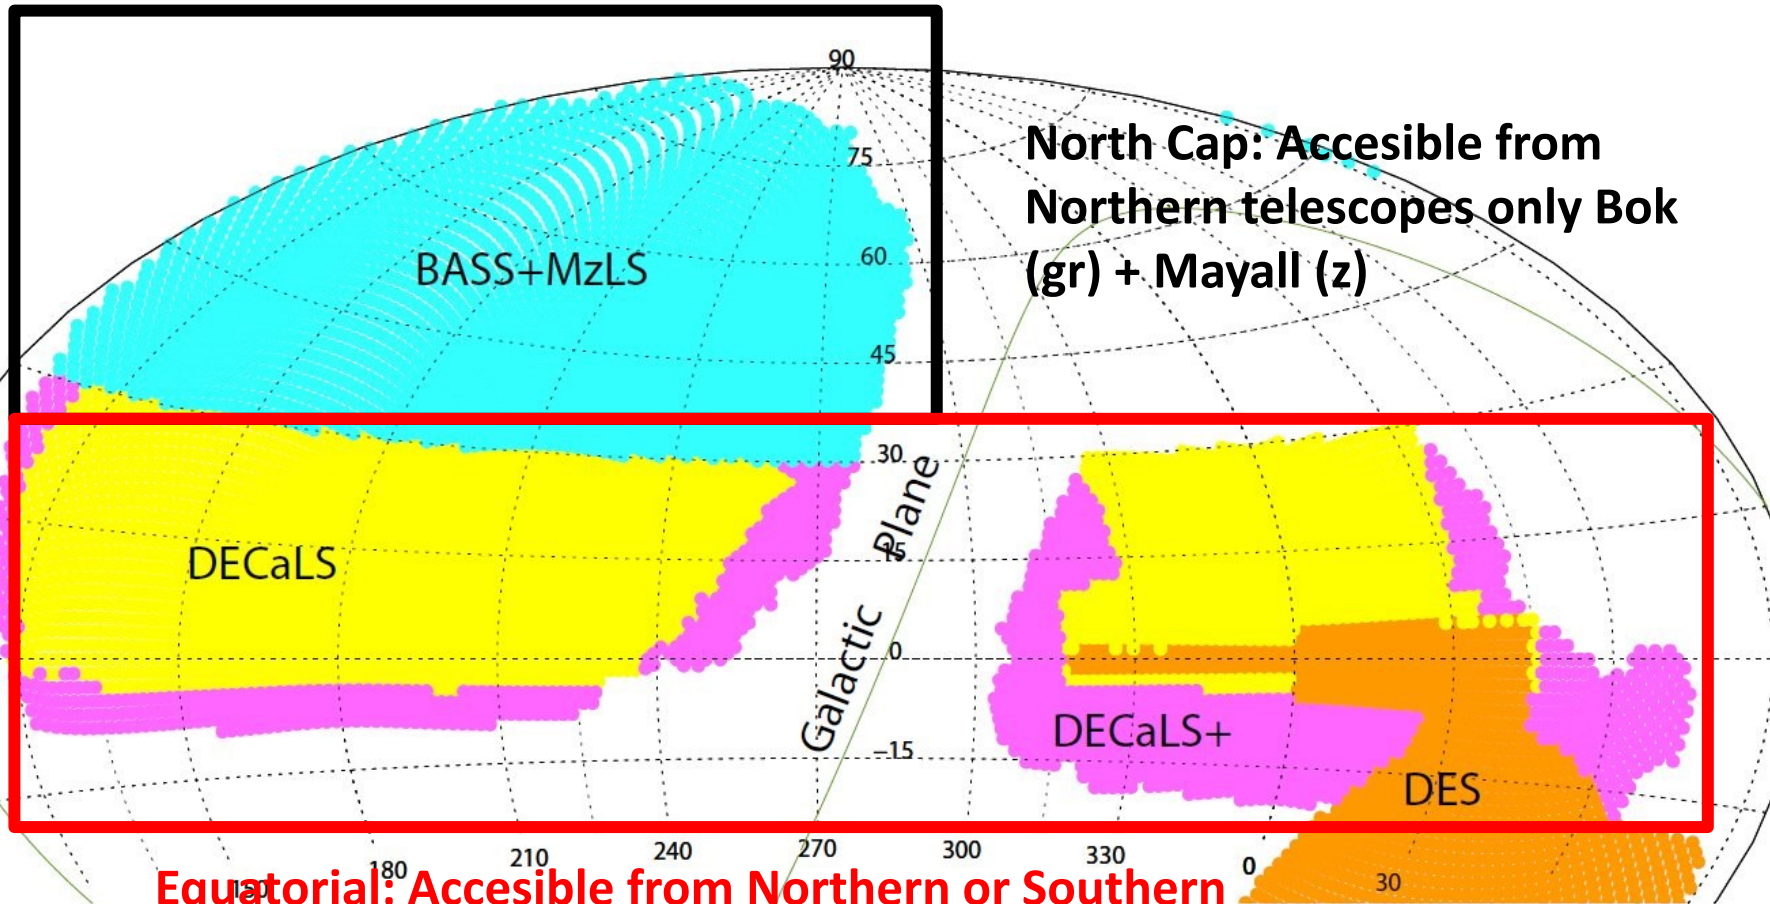 90
North Cap: Accesible from
Northern telescopes only Bok
(gr) + Mayall (z)
75
60
BASS+MzLS
45
30
Galactic Plane
15
DECaLS
0
DECaLS+
−15
DES
150
180
210
240
270
300
330
0
30
Equatorial: Accesible from Northern or Southern